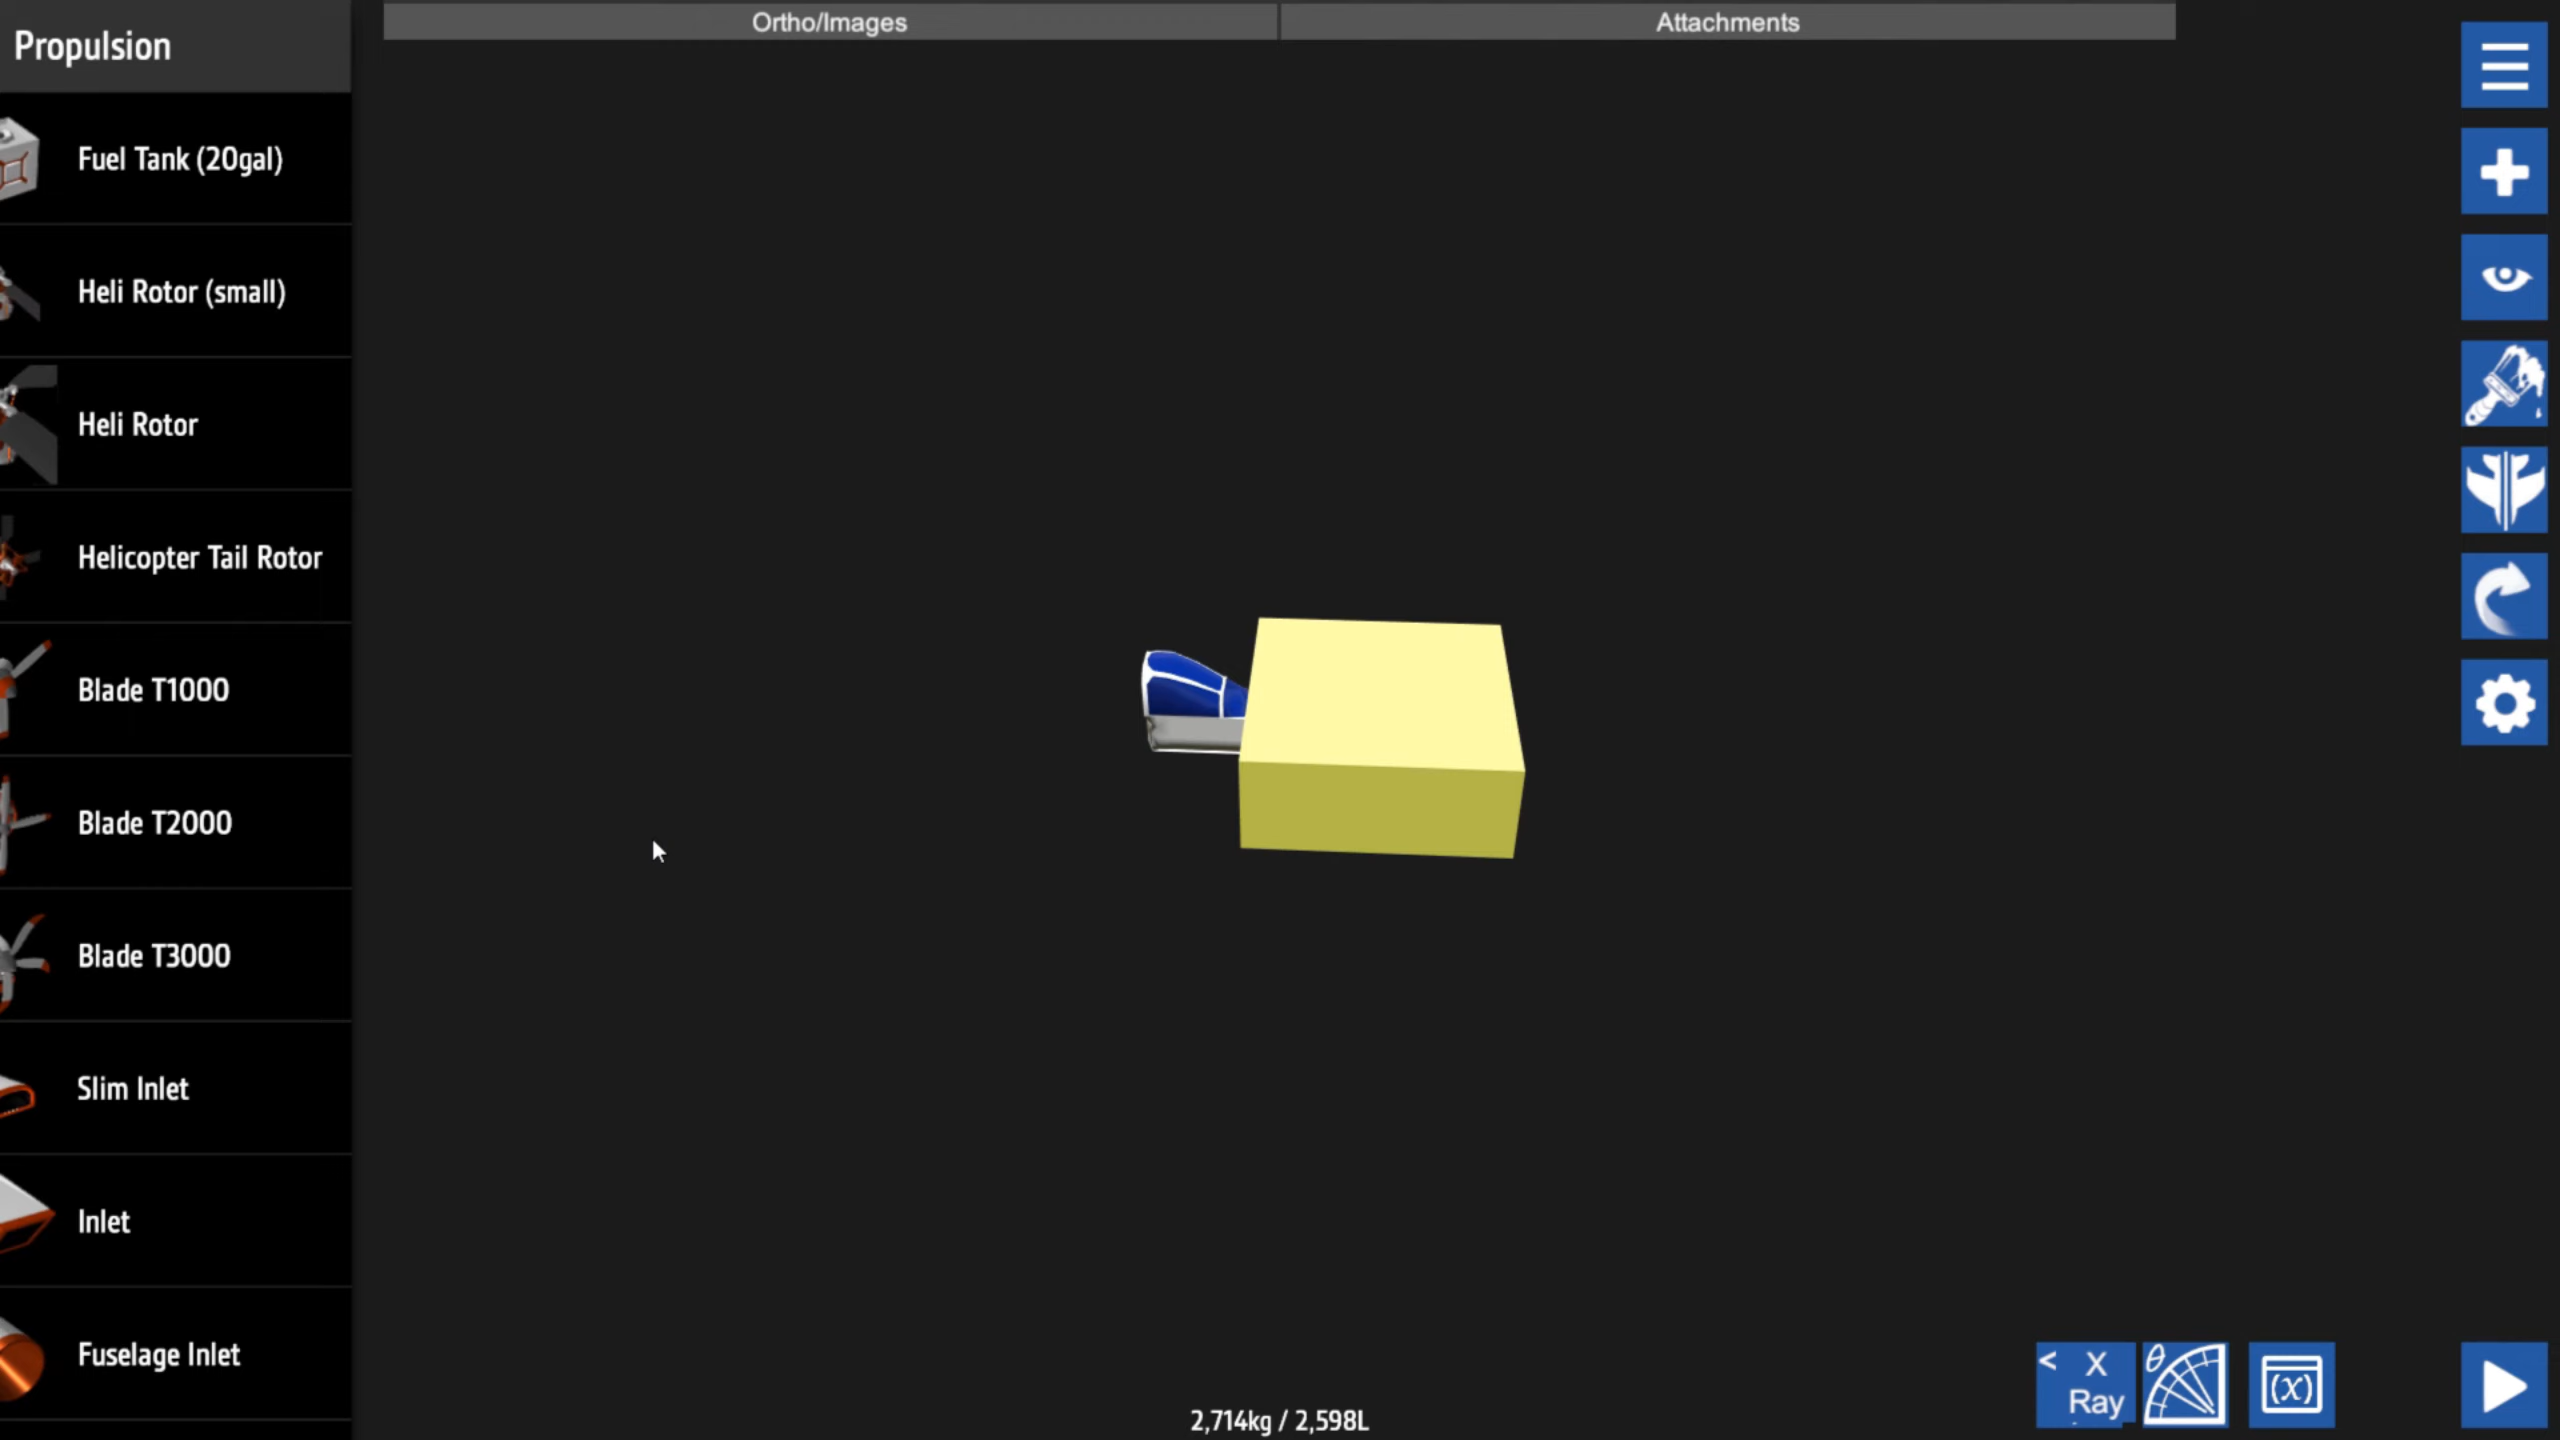 Propulsion
Ortho/Images
Attachments
Fuel Tank (20gal)
Heli Rotor (small)
Heli Rotor
Helicopter Tail Rotor
Blade T1000
Blade T2000
Blade T3000
Slim Inlet
Inlet
Fuselage Inlet
2,714kg / 2,598L
< X
Ray
θ
(x)